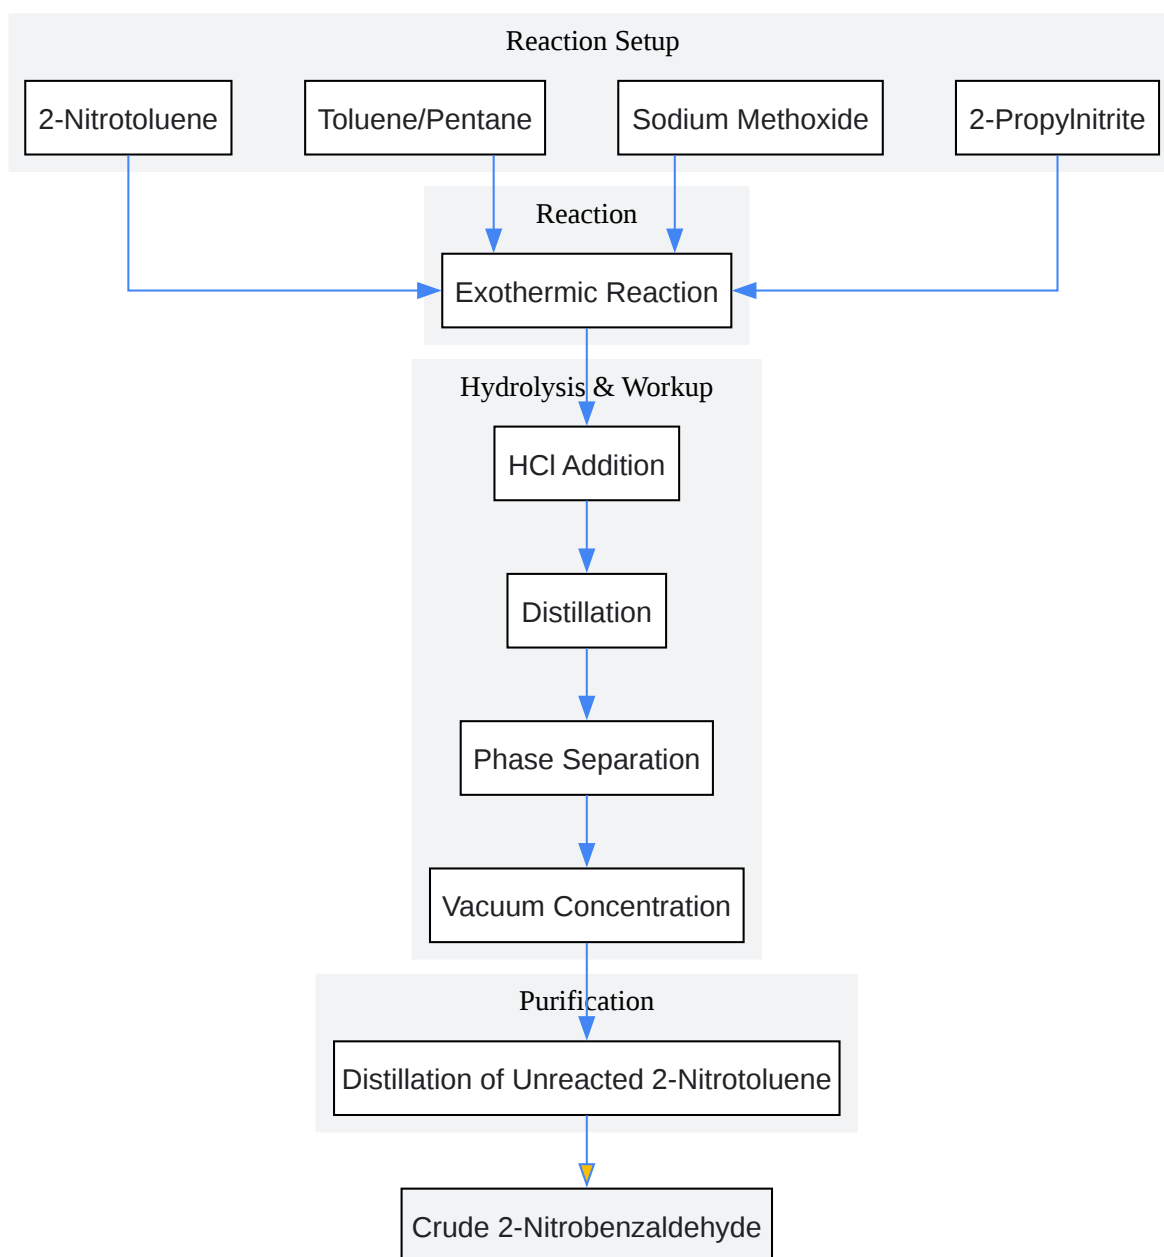 Reaction Setup
2-Nitrotoluene
Toluene/Pentane
Sodium Methoxide
2-Propylnitrite
Reaction
Exothermic Reaction
Hydrolysis & Workup
HCl Addition
Distillation
Phase Separation
Vacuum Concentration
Purification
Distillation of Unreacted 2-Nitrotoluene
Crude 2-Nitrobenzaldehyde